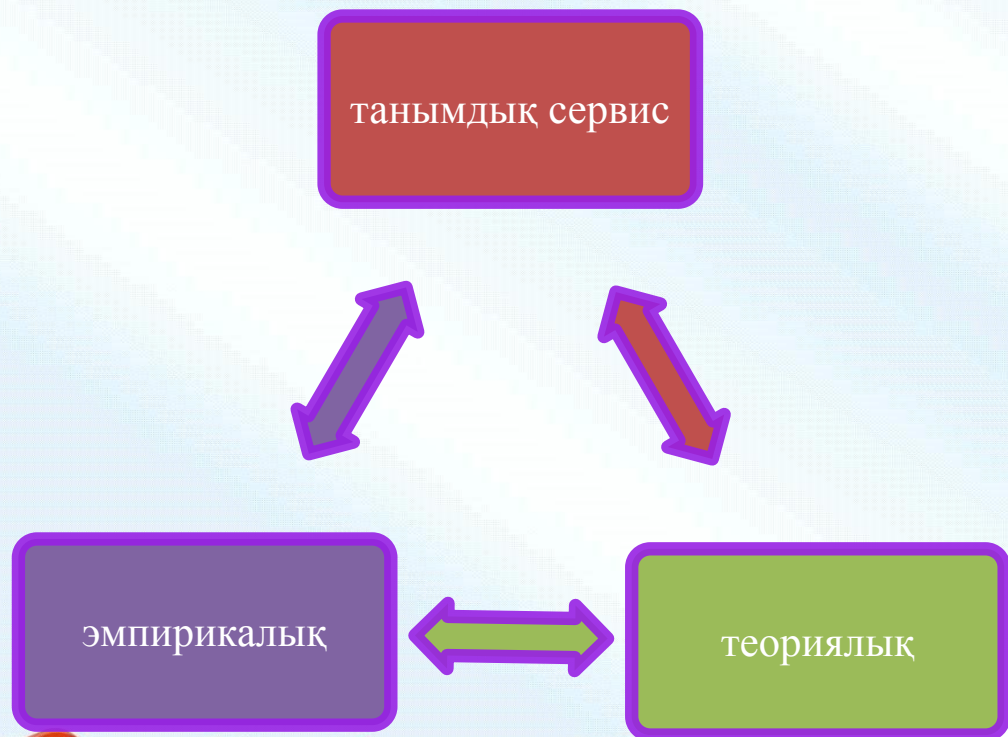 танымдық сервис
эмпирикалық
теориялық